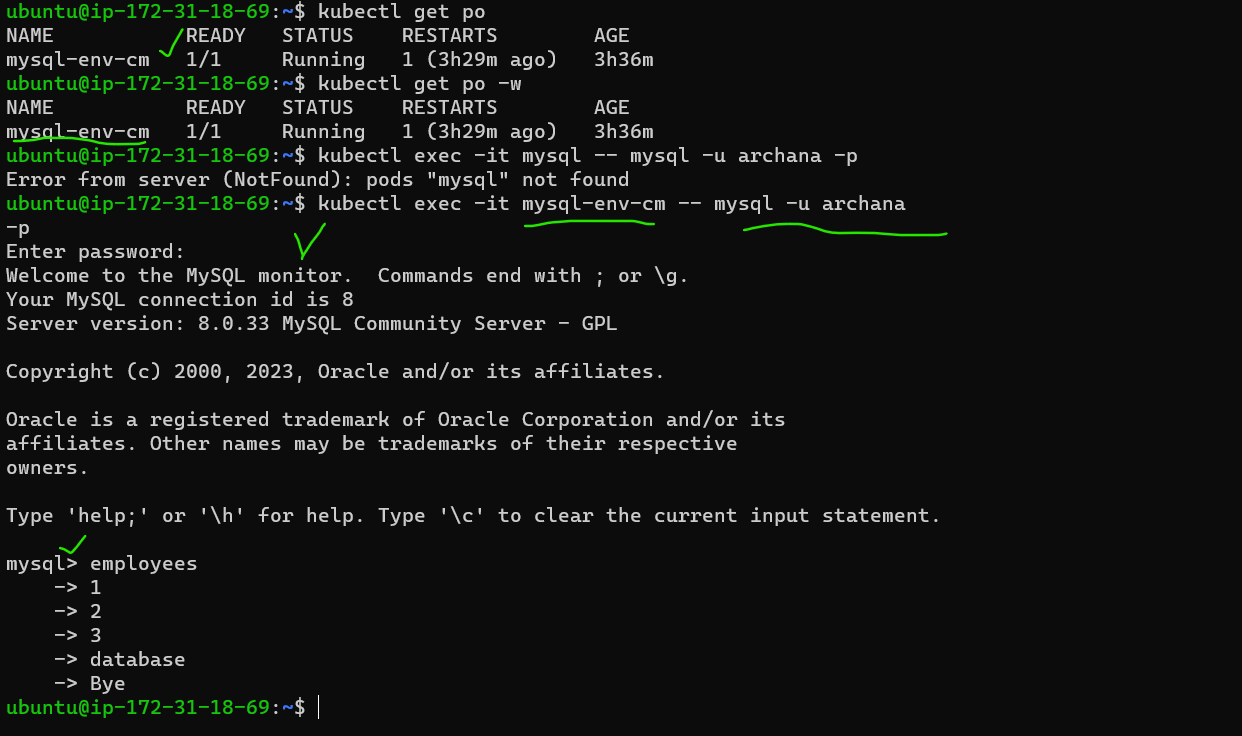 ubuntu@ip-172-31-18-69:~$ kubectl get po
NAME           READY   STATUS    RESTARTS        AGE
mysql-env-cm   1/1     Running   1 (3h29m ago)   3h36m
ubuntu@ip-172-31-18-69:~$ kubectl get po -w
NAME           READY   STATUS    RESTARTS        AGE
mysql-env-cm   1/1     Running   1 (3h29m ago)   3h36m
ubuntu@ip-172-31-18-69:~$ kubectl exec -it mysql -- mysql -u archana -p
Error from server (NotFound): pods "mysql" not found
ubuntu@ip-172-31-18-69:~$ kubectl exec -it mysql-env-cm -- mysql -u archana
-p
Enter password:
Welcome to the MySQL monitor.  Commands end with ; or \g.
Your MySQL connection id is 8
Server version: 8.0.33 MySQL Community Server - GPL

Copyright (c) 2000, 2023, Oracle and/or its affiliates.

Oracle is a registered trademark of Oracle Corporation and/or its
affiliates. Other names may be trademarks of their respective
owners.

Type 'help;' or '\h' for help. Type '\c' to clear the current input statement.

mysql> employees
    -> 1
    -> 2
    -> 3
    -> database
    -> Bye
ubuntu@ip-172-31-18-69:~$